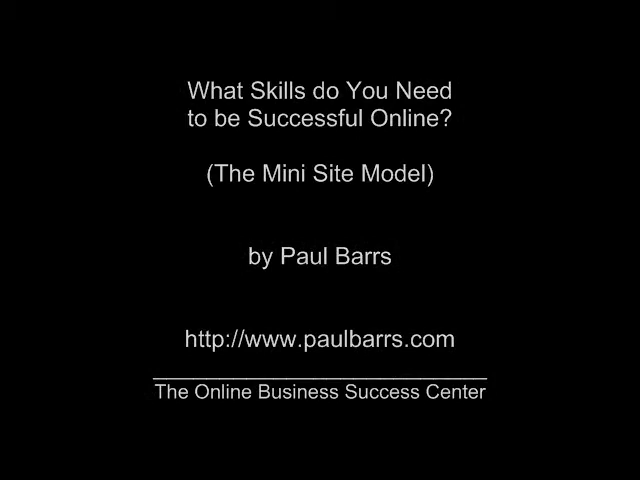 What Skills do You Need
to be Successful Online?
(The Mini Site Model)
by Paul Barrs
http://www.paulbarrs.com
The Online Business Success Center